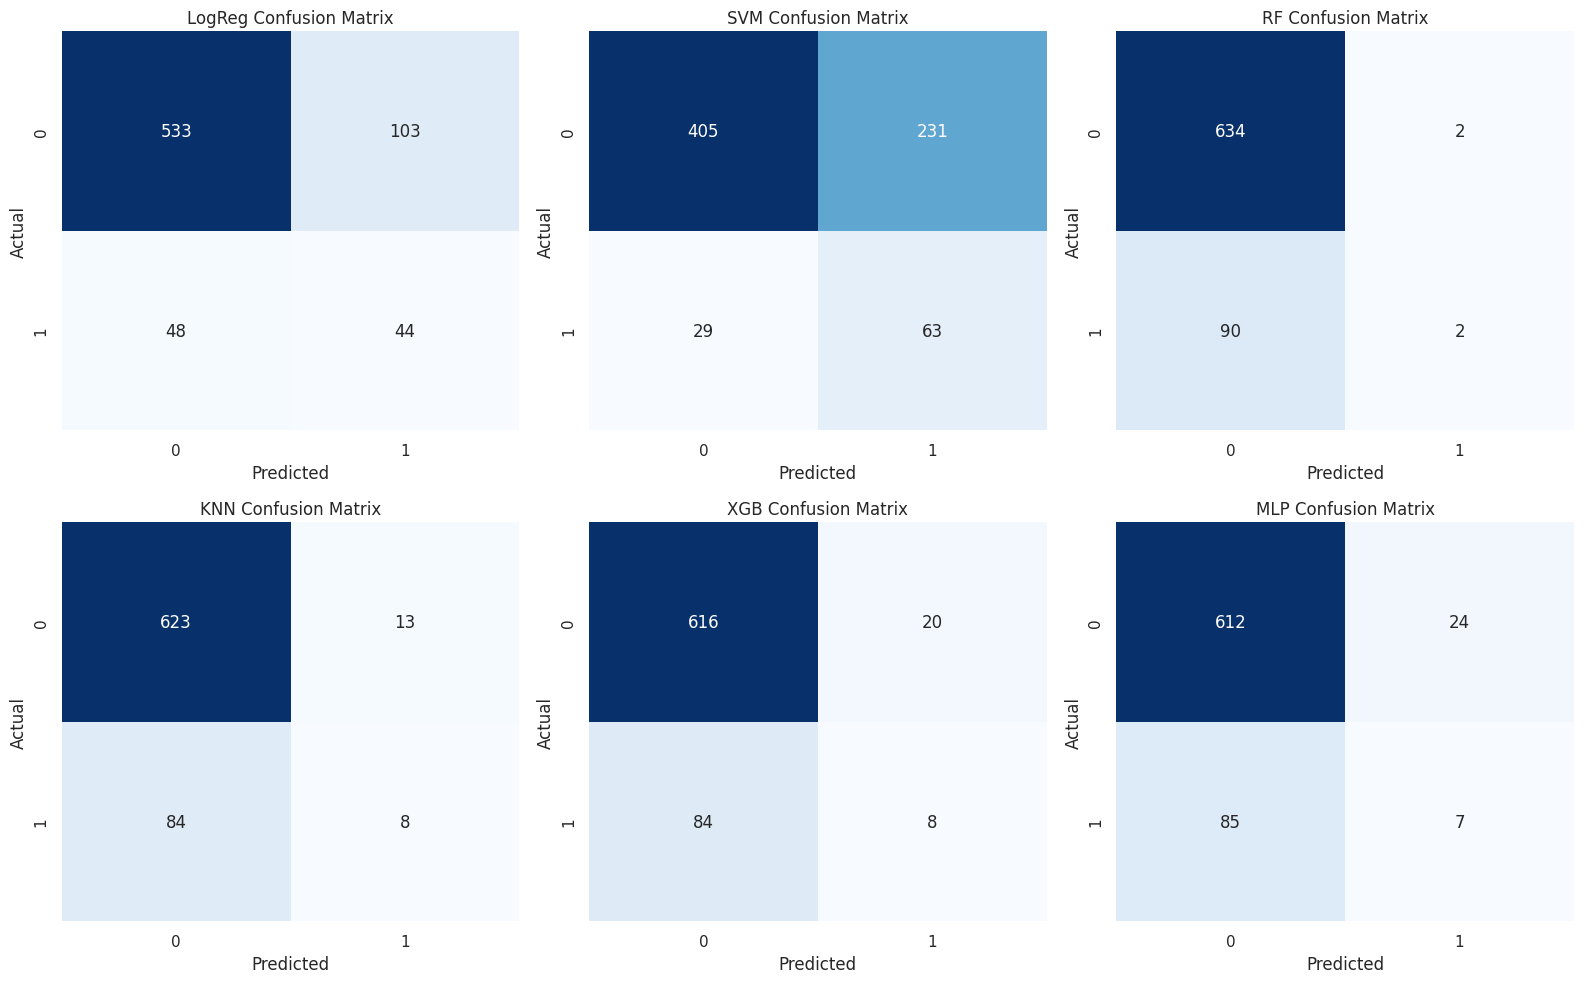 LogReg Confusion Matrix
SVM Confusion Matrix
RF Confusion Matrix
0
533
103
0
405
231
0
634
2
Actual
Actual
Actual
1
48
44
1
29
63
1
90
2
0
1
0
1
0
1
Predicted
Predicted
Predicted
KNN Confusion Matrix
XGB Confusion Matrix
MLP Confusion Matrix
0
623
13
0
616
20
0
612
24
Actual
Actual
Actual
1
84
8
1
84
8
1
85
7
0
1
0
1
0
1
Predicted
Predicted
Predicted